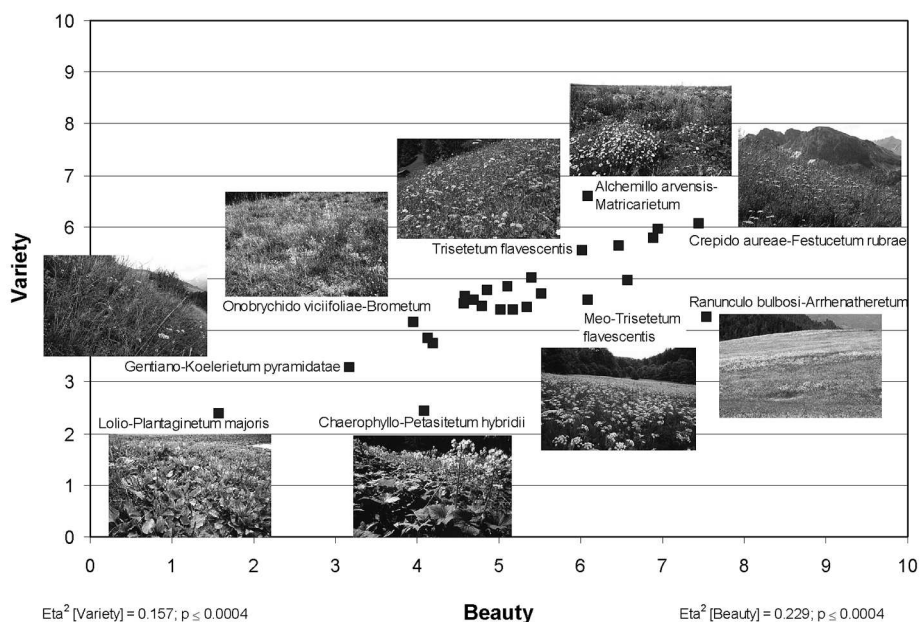 10
9
8
7
6
5
4
3
2
1
0
Variety
Alchemillo arvensis-
Matricarietum
Trisetetum flavescentis
Crepido aureae-Festucetum rubrae
Onobrychido viciifoliae-Brometum
Ranunculo bulbosi-Arrhenatheretum
Meo-Trisetetum
flavescentis
Gentiano-Koelerietum pyramidatae
Lolio-Plantaginetum majoris
Chaerophyllo-Petasitetum hybridii
0 1 2 3 4 5 6 7 8 9 10
Eta² [Variety] = 0.157; p ≤ 0.0004
Beauty
Eta² [Beauty] = 0.229; p ≤ 0.0004